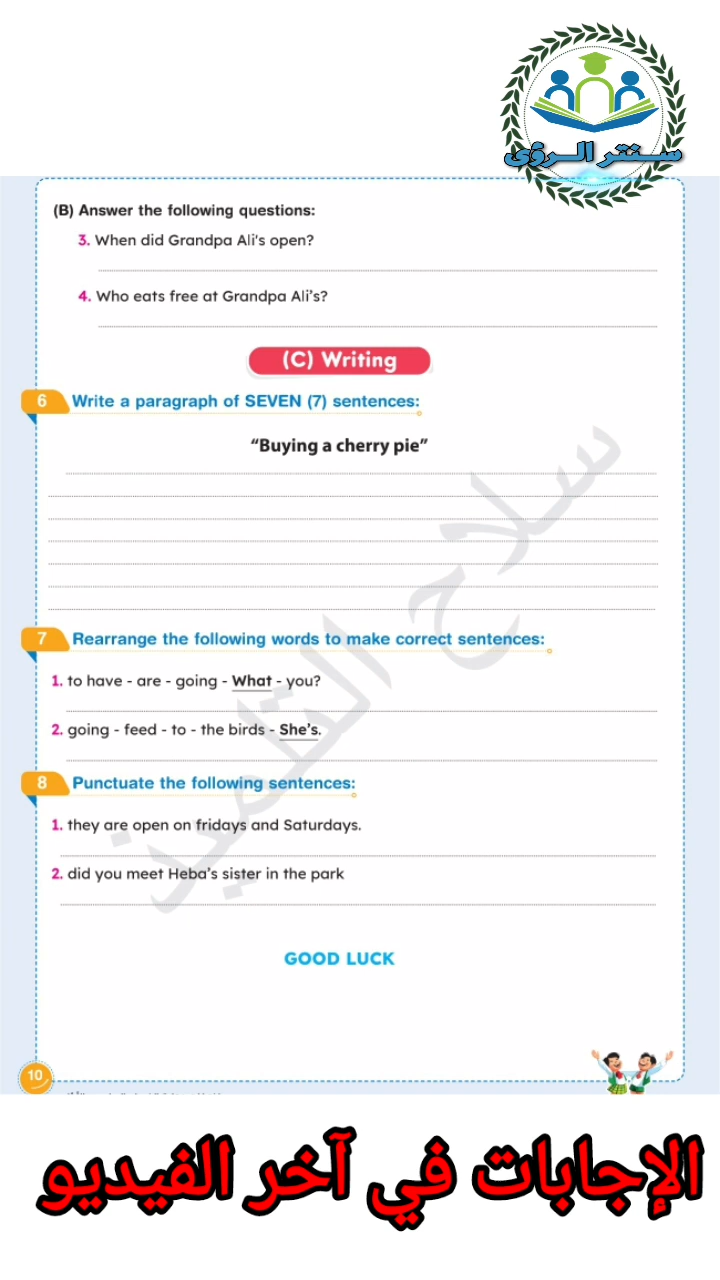 سنتر الرؤى
(B) Answer the following questions:
3. When did Grandpa Ali's open?
4. Who eats free at Grandpa Ali's?
(C) Writing
6 Write a paragraph of SEVEN (7) sentences:
"Buying a cherry pie"
7 Rearrange the following words to make correct sentences:
1. to have - are - going - What - you?
2. going - feed - to - the birds - She's.
8 Punctuate the following sentences:
1. they are open on fridays and Saturdays.
2. did you meet Heba's sister in the park
سلاح التلميذ
GOOD LUCK
10
الإجابات في آخر الفيديو